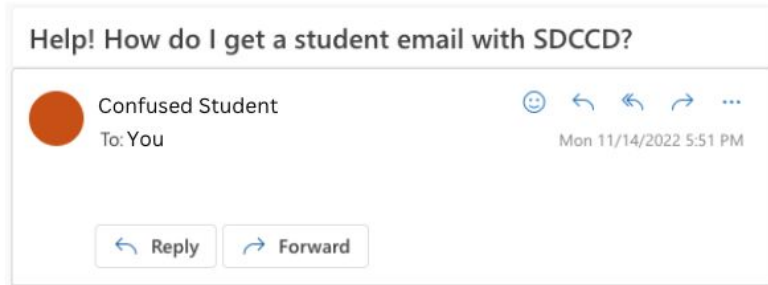 Help! How do I get a student email with SDCCD?
Confused Student
To: You
Mon 11/14/2022 5:51 PM
Reply
Forward